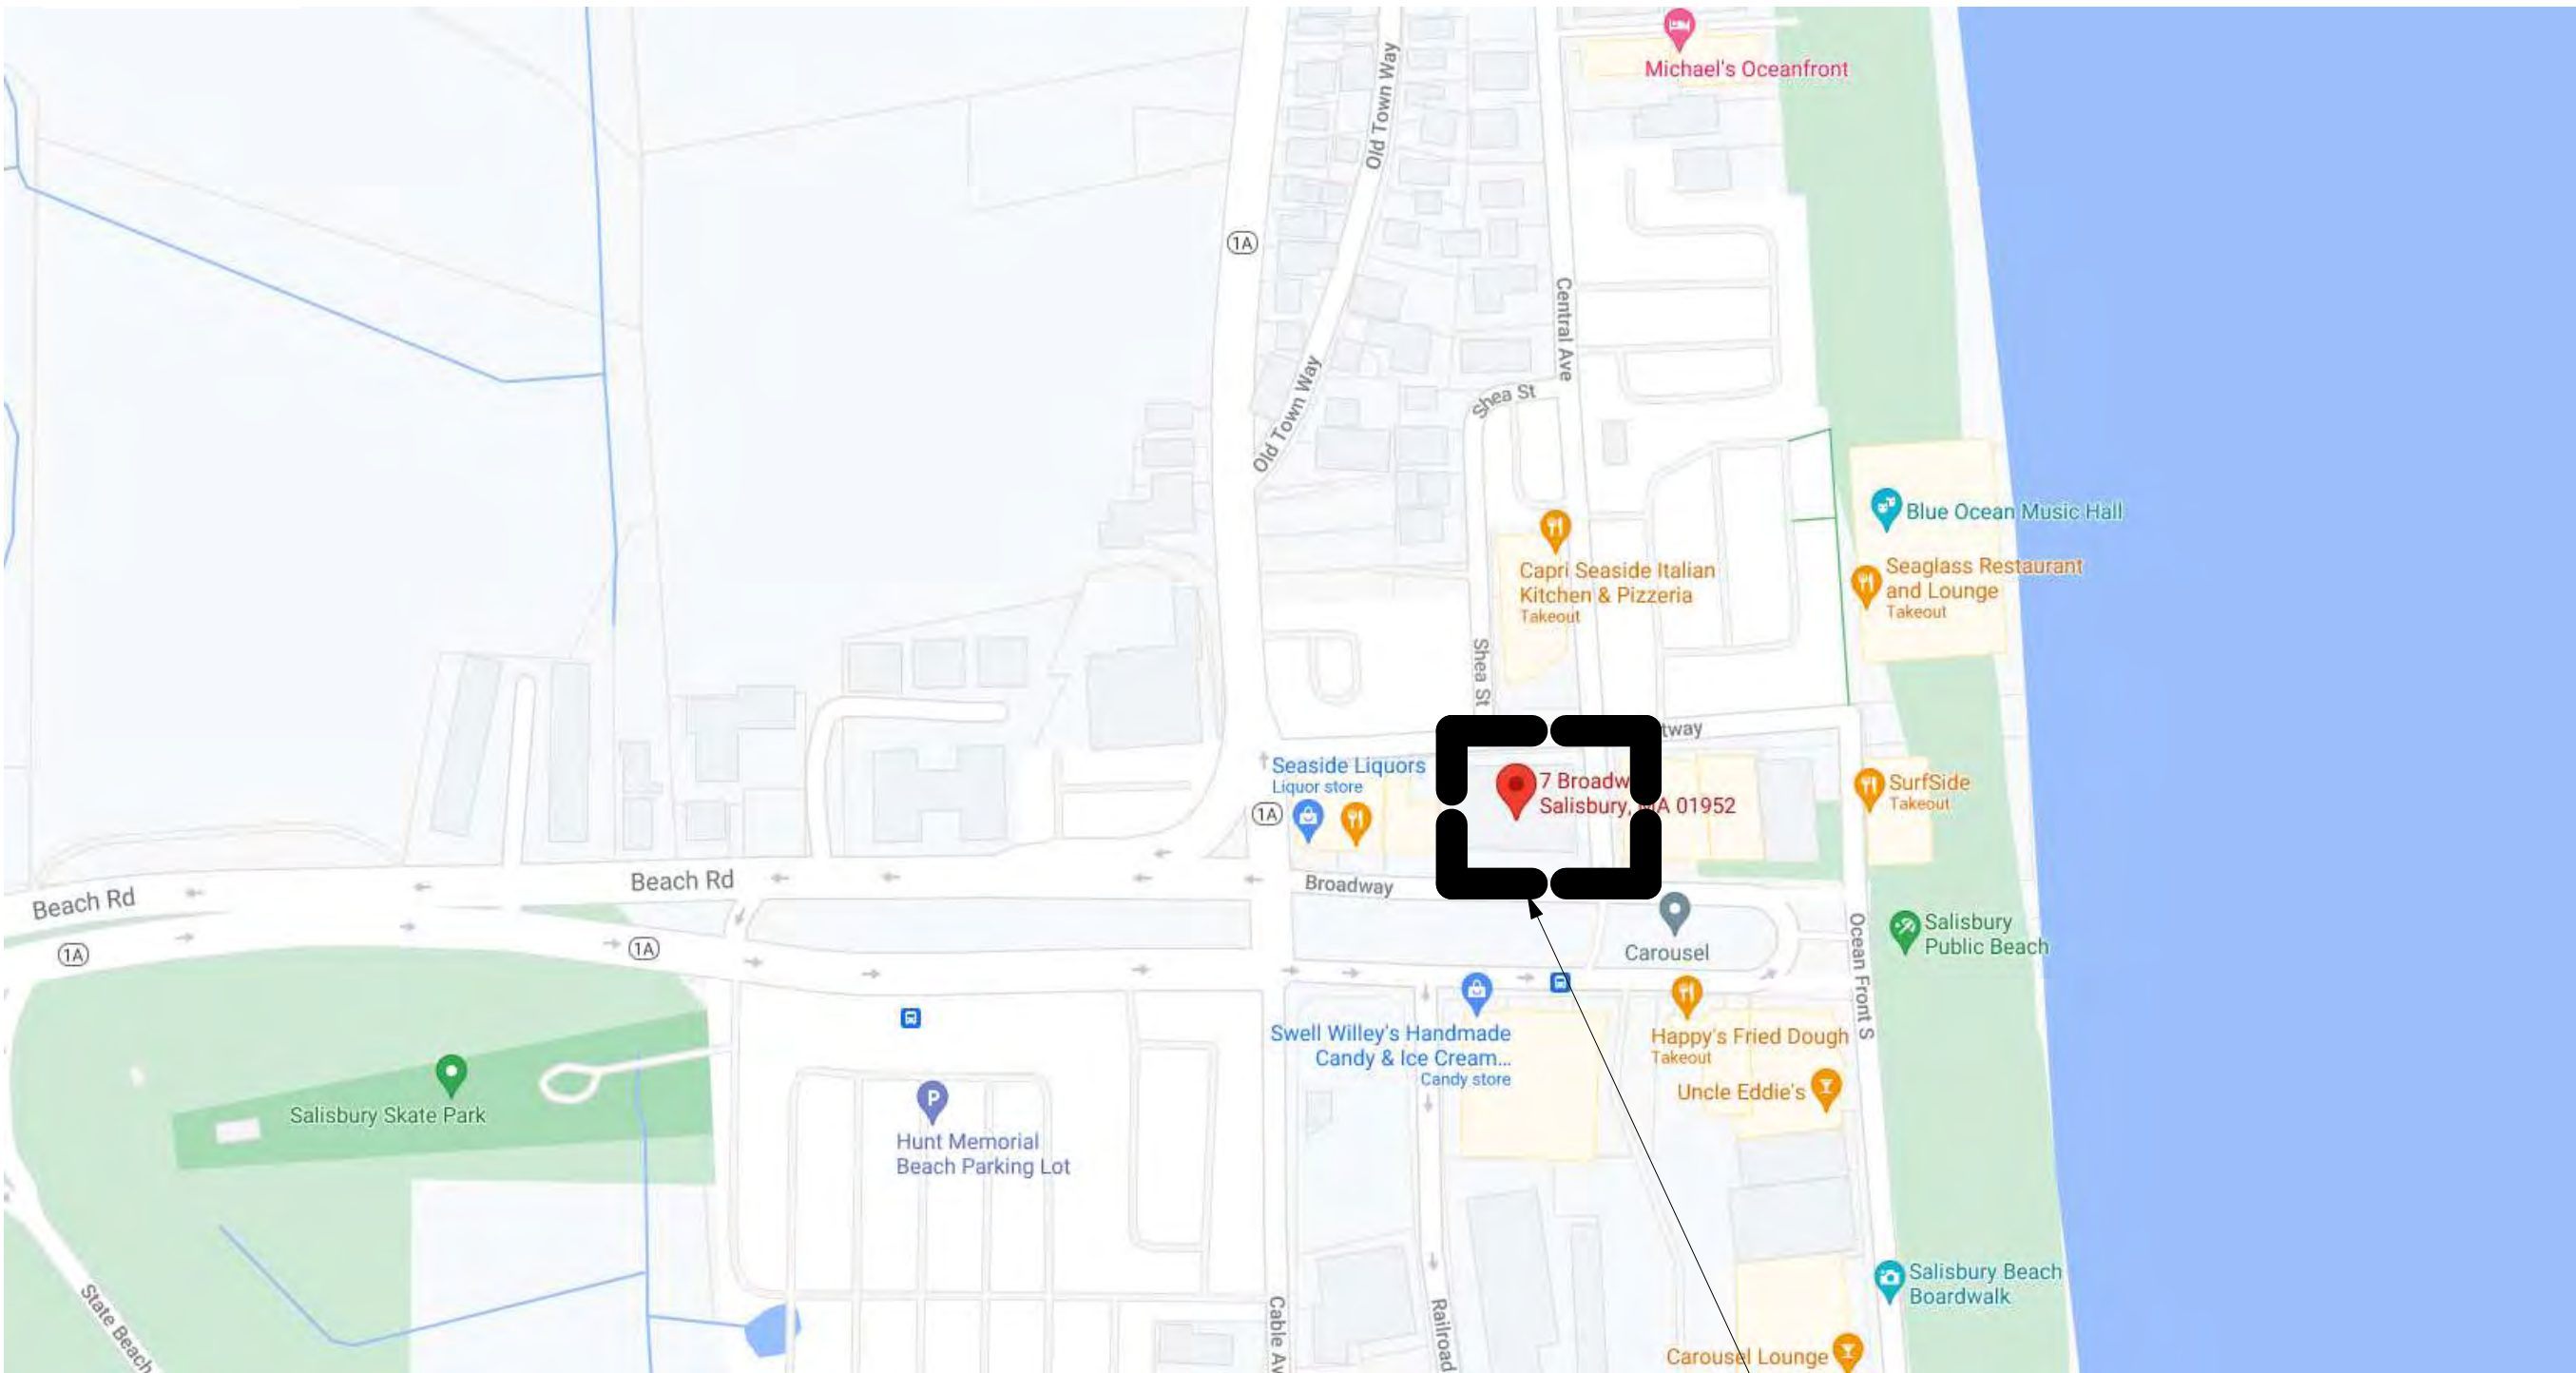 Michael's Oceanfront
Old Town Way
1A
Central Ave
Old Town Way
Shea St
Blue Ocean Music Hall
Capri Seaside Italian
Kitchen & Pizzeria
Takeout
Seaglass Restaurant
and Lounge
Takeout
Shea St
tway
Seaside Liquors
Liquor store
1A
7 Broadw
Salisbury, MA 01952
SurfSide
Takeout
Beach Rd
Beach Rd
Broadway
1A
1A
Carousel
Ocean Front S
Salisbury
Public Beach
Swell Willey's Handmade
Candy & Ice Cream...
Candy store
Happy's Fried Dough
Takeout
Uncle Eddie's
Salisbury Skate Park
P
Hunt Memorial
Beach Parking Lot
State Beach
Cable Av
Railroad
Salisbury Beach
Boardwalk
Carousel Lounge